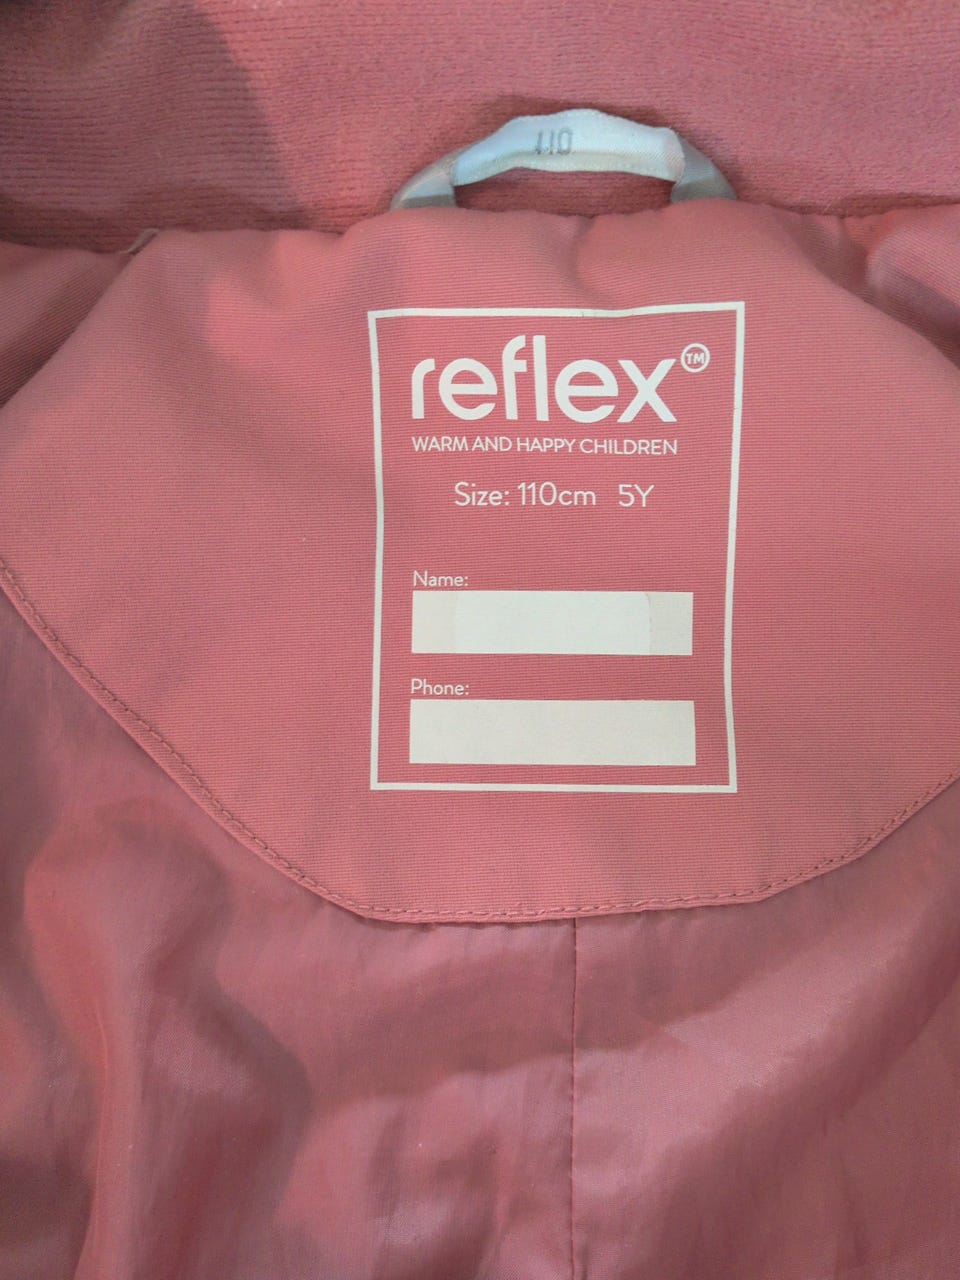 110
reflex™
WARM AND HAPPY CHILDREN
Size: 110cm 5Y
Name:
Phone: